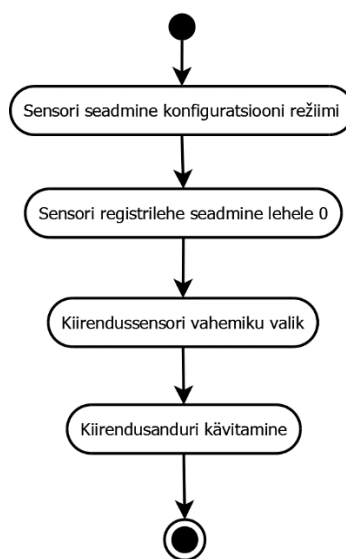 Sensori seadmine konfiguratsiooni režiimi
Sensori registrilehe seadmine lehele 0
Kiirendussensori vahemiku valik
Kiirendusanduri kävitamine